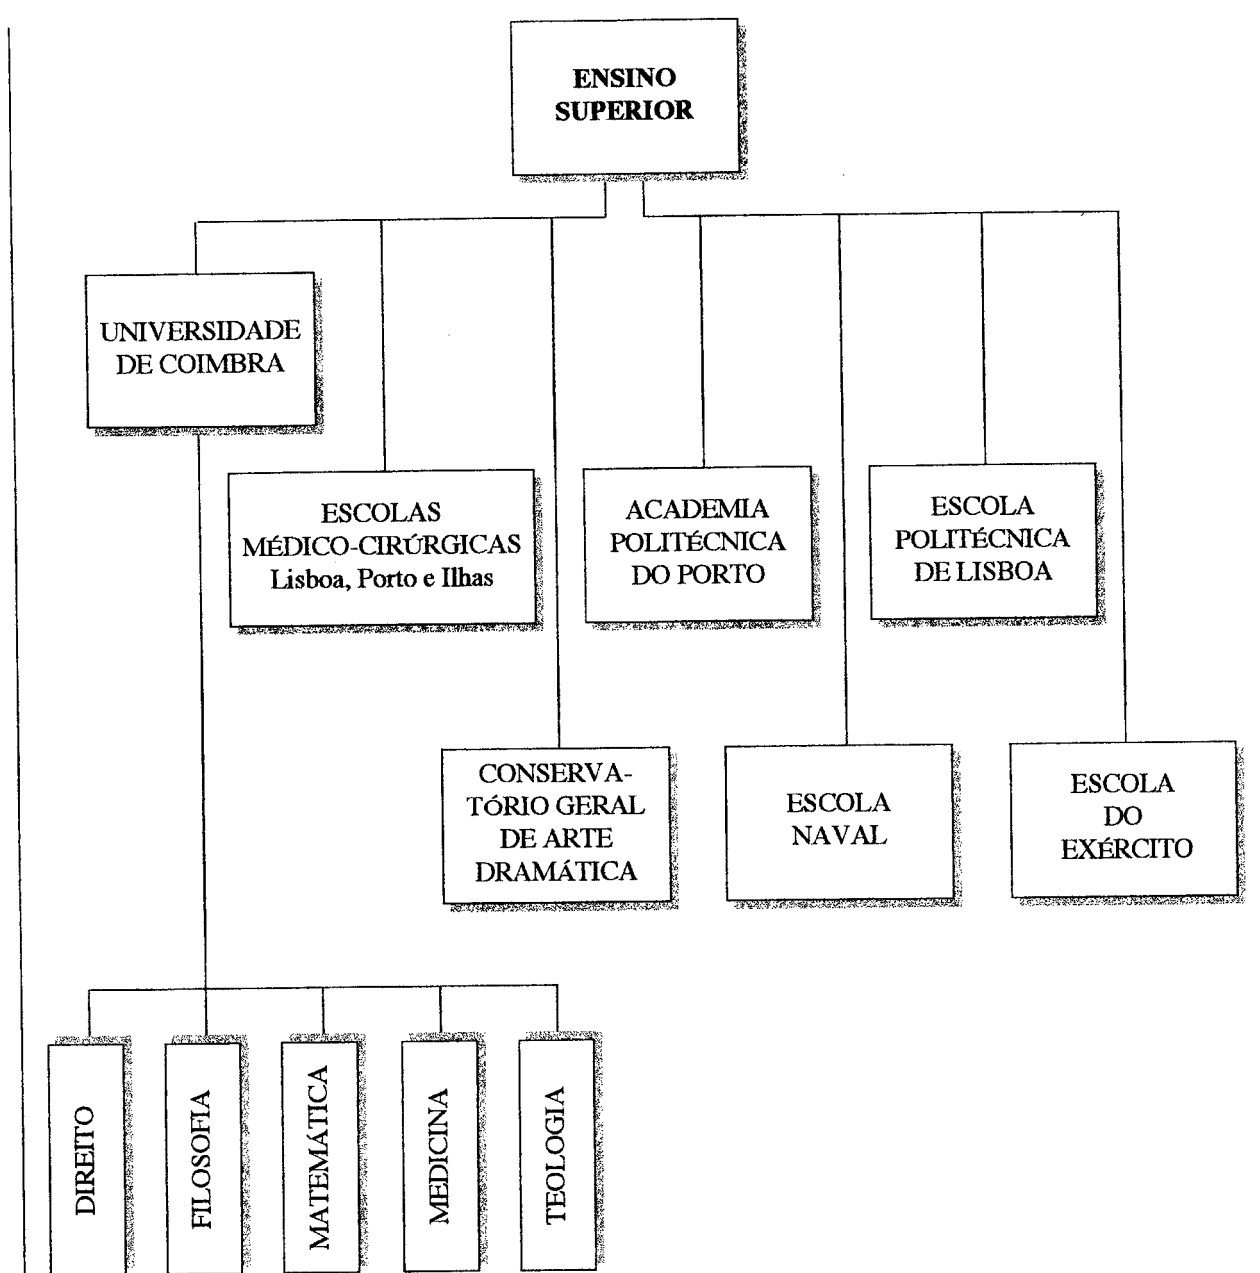 ENSINO
SUPERIOR
UNIVERSIDADE
DE COIMBRA
ESCOLAS
MÉDICO-CIRÚRGICAS
Lisboa, Porto e Ilhas
ACADEMIA
POLITÉCNICA
DO PORTO
ESCOLA
POLITÉCNICA
DE LISBOA
CONSERVA-
TÓRIO GERAL
DE ARTE
DRAMÁTICA
ESCOLA
NAVAL
ESCOLA
DO
EXÉRCITO
DIREITO
FILOSOFIA
MATEMÁTICA
MEDICINA
TEOLOGIA